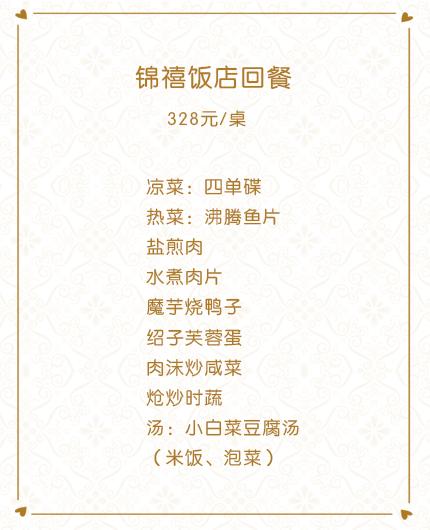 锦禧饭店回餐
328元/桌
凉菜：四单碟
热菜：沸腾鱼片
盐煎肉
水煮肉片
魔芋烧鸭子
绍子芙蓉蛋
肉沫炒咸菜
炝炒时蔬
汤：小白菜豆腐汤
（米饭、泡菜）